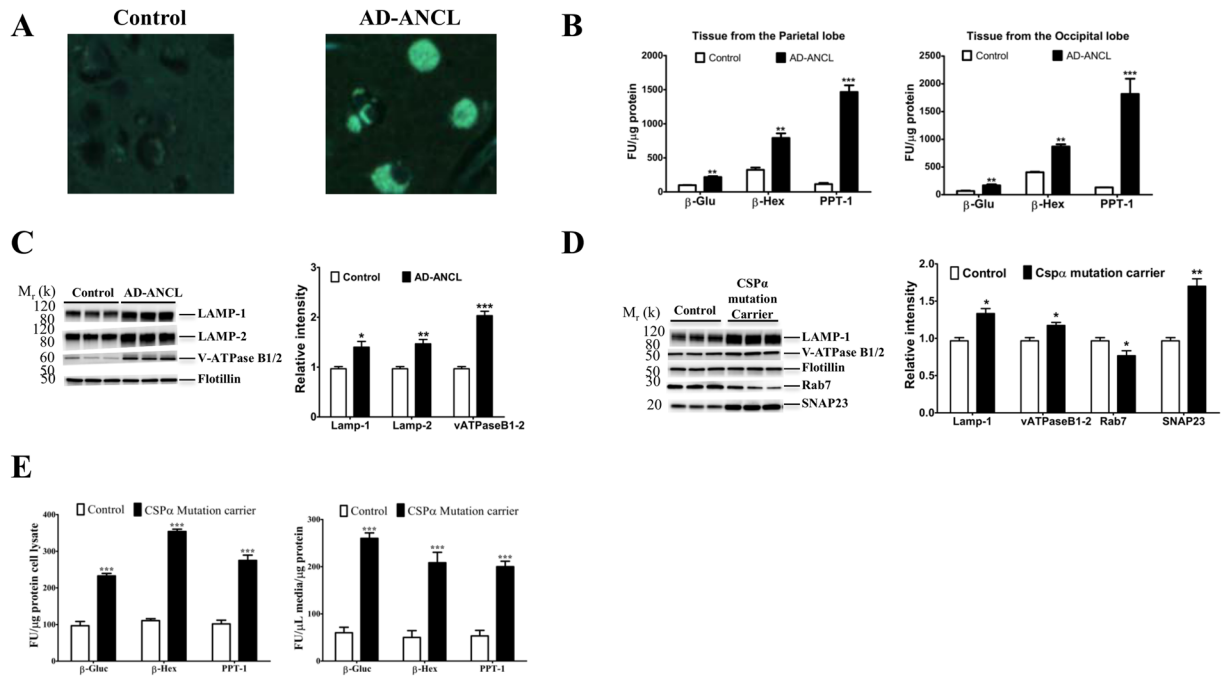 A
Control
AD-ANCL
B
Tissue from the Parietal lobe
Control
AD-ANCL
FU/μg protein
2000
1500
1000
500
0
**
**
***
β-Glu
β-Hex
PPT-1
Tissue from the Occipital lobe
Control
AD-ANCL
FU/μg protein
2500
2000
1500
1000
500
0
**
**
***
β-Glu
β-Hex
PPT-1
C
Mr (k)
Control
AD-ANCL
120
80
LAMP-1
120
80
LAMP-2
60
V-ATPase B1/2
50
50
Flotillin
Control
AD-ANCL
Relative intensity
3
2
1
0
*
**
***
Lamp-1
Lamp-2
vATPaseB1-2
D
Mr (k)
Control
CSPα
mutation
Carrier
120
80
LAMP-1
50
V-ATPase B1/2
50
Flotillin
30
Rab7
20
SNAP23
Control
Cspα mutation carrier
Relative intensity
2.0
1.5
1.0
0.5
0.0
*
*
*
**
Lamp-1
vATPaseB1-2
Rab7
SNAP23
E
Control
CSPα Mutation carrier
FU/μg protein cell lysate
400
300
200
100
0
***
***
***
β-Gluc
β-Hex
PPT-1
Control
CSPα Mutation carrier
FU/μL media/μg protein
300
200
100
0
***
***
***
β-Gluc
β-Hex
PPT-1